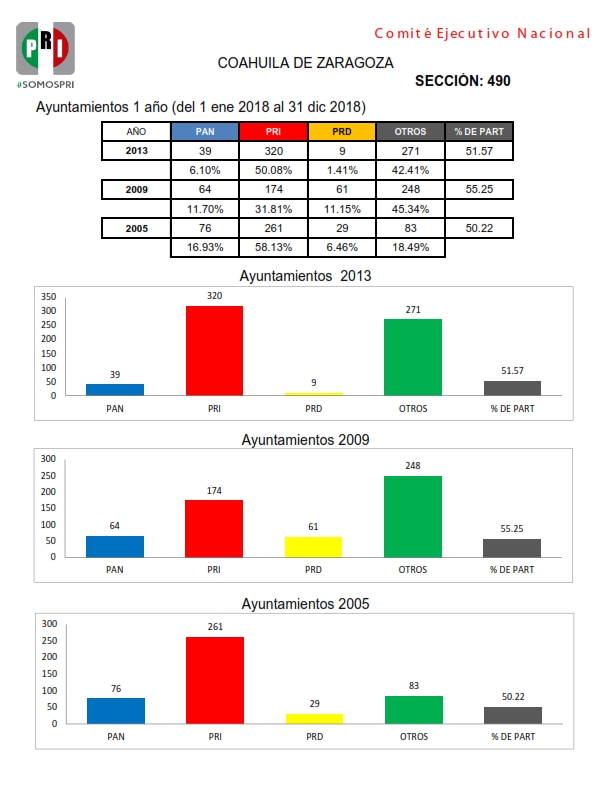 Comité Ejecutivo Nacional
PRI
#SOMOSPRI
COAHUILA DE ZARAGOZA
SECCIÓN: 490
Ayuntamientos 1 año (del 1 ene 2018 al 31 dic 2018)
AÑO PAN PRI PRD OTROS % DE PART
2013 39 320 9 271 51.57
6.10% 50.08% 1.41% 42.41%
2009 64 174 61 248 55.25
11.70% 31.81% 11.15% 45.34%
2005 76 261 29 83 50.22
16.93% 58.13% 6.46% 18.49%
Ayuntamientos 2013
350
300
250
200
150
100
50
0
39 320 9 271 51.57
PAN PRI PRD OTROS % DE PART
Ayuntamientos 2009
300
250
200
150
100
50
0
64 174 61 248 55.25
PAN PRI PRD OTROS % DE PART
Ayuntamientos 2005
300
250
200
150
100
50
0
76 261 29 83 50.22
PAN PRI PRD OTROS % DE PART